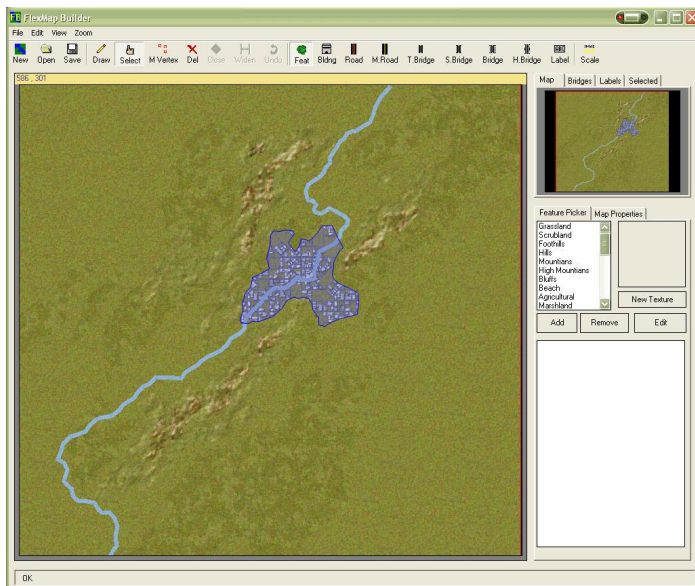 FlexMap Builder
File Edit View Zoom
New Open Save Draw Select M Vertex Del Close Widen Undo Feat Bldng Road M.Road T.Bridge S.Bridge Bridge H.Bridge Label Scale
586 , 301
Map Bridges Labels Selected
Feature Picker Map Properties
Grassland
Scrubland
Foothills
Hills
Mountians
High Mountians
Bluffs
Beach
Agricultural
Marshland
New Texture
Add Remove Edit
OK